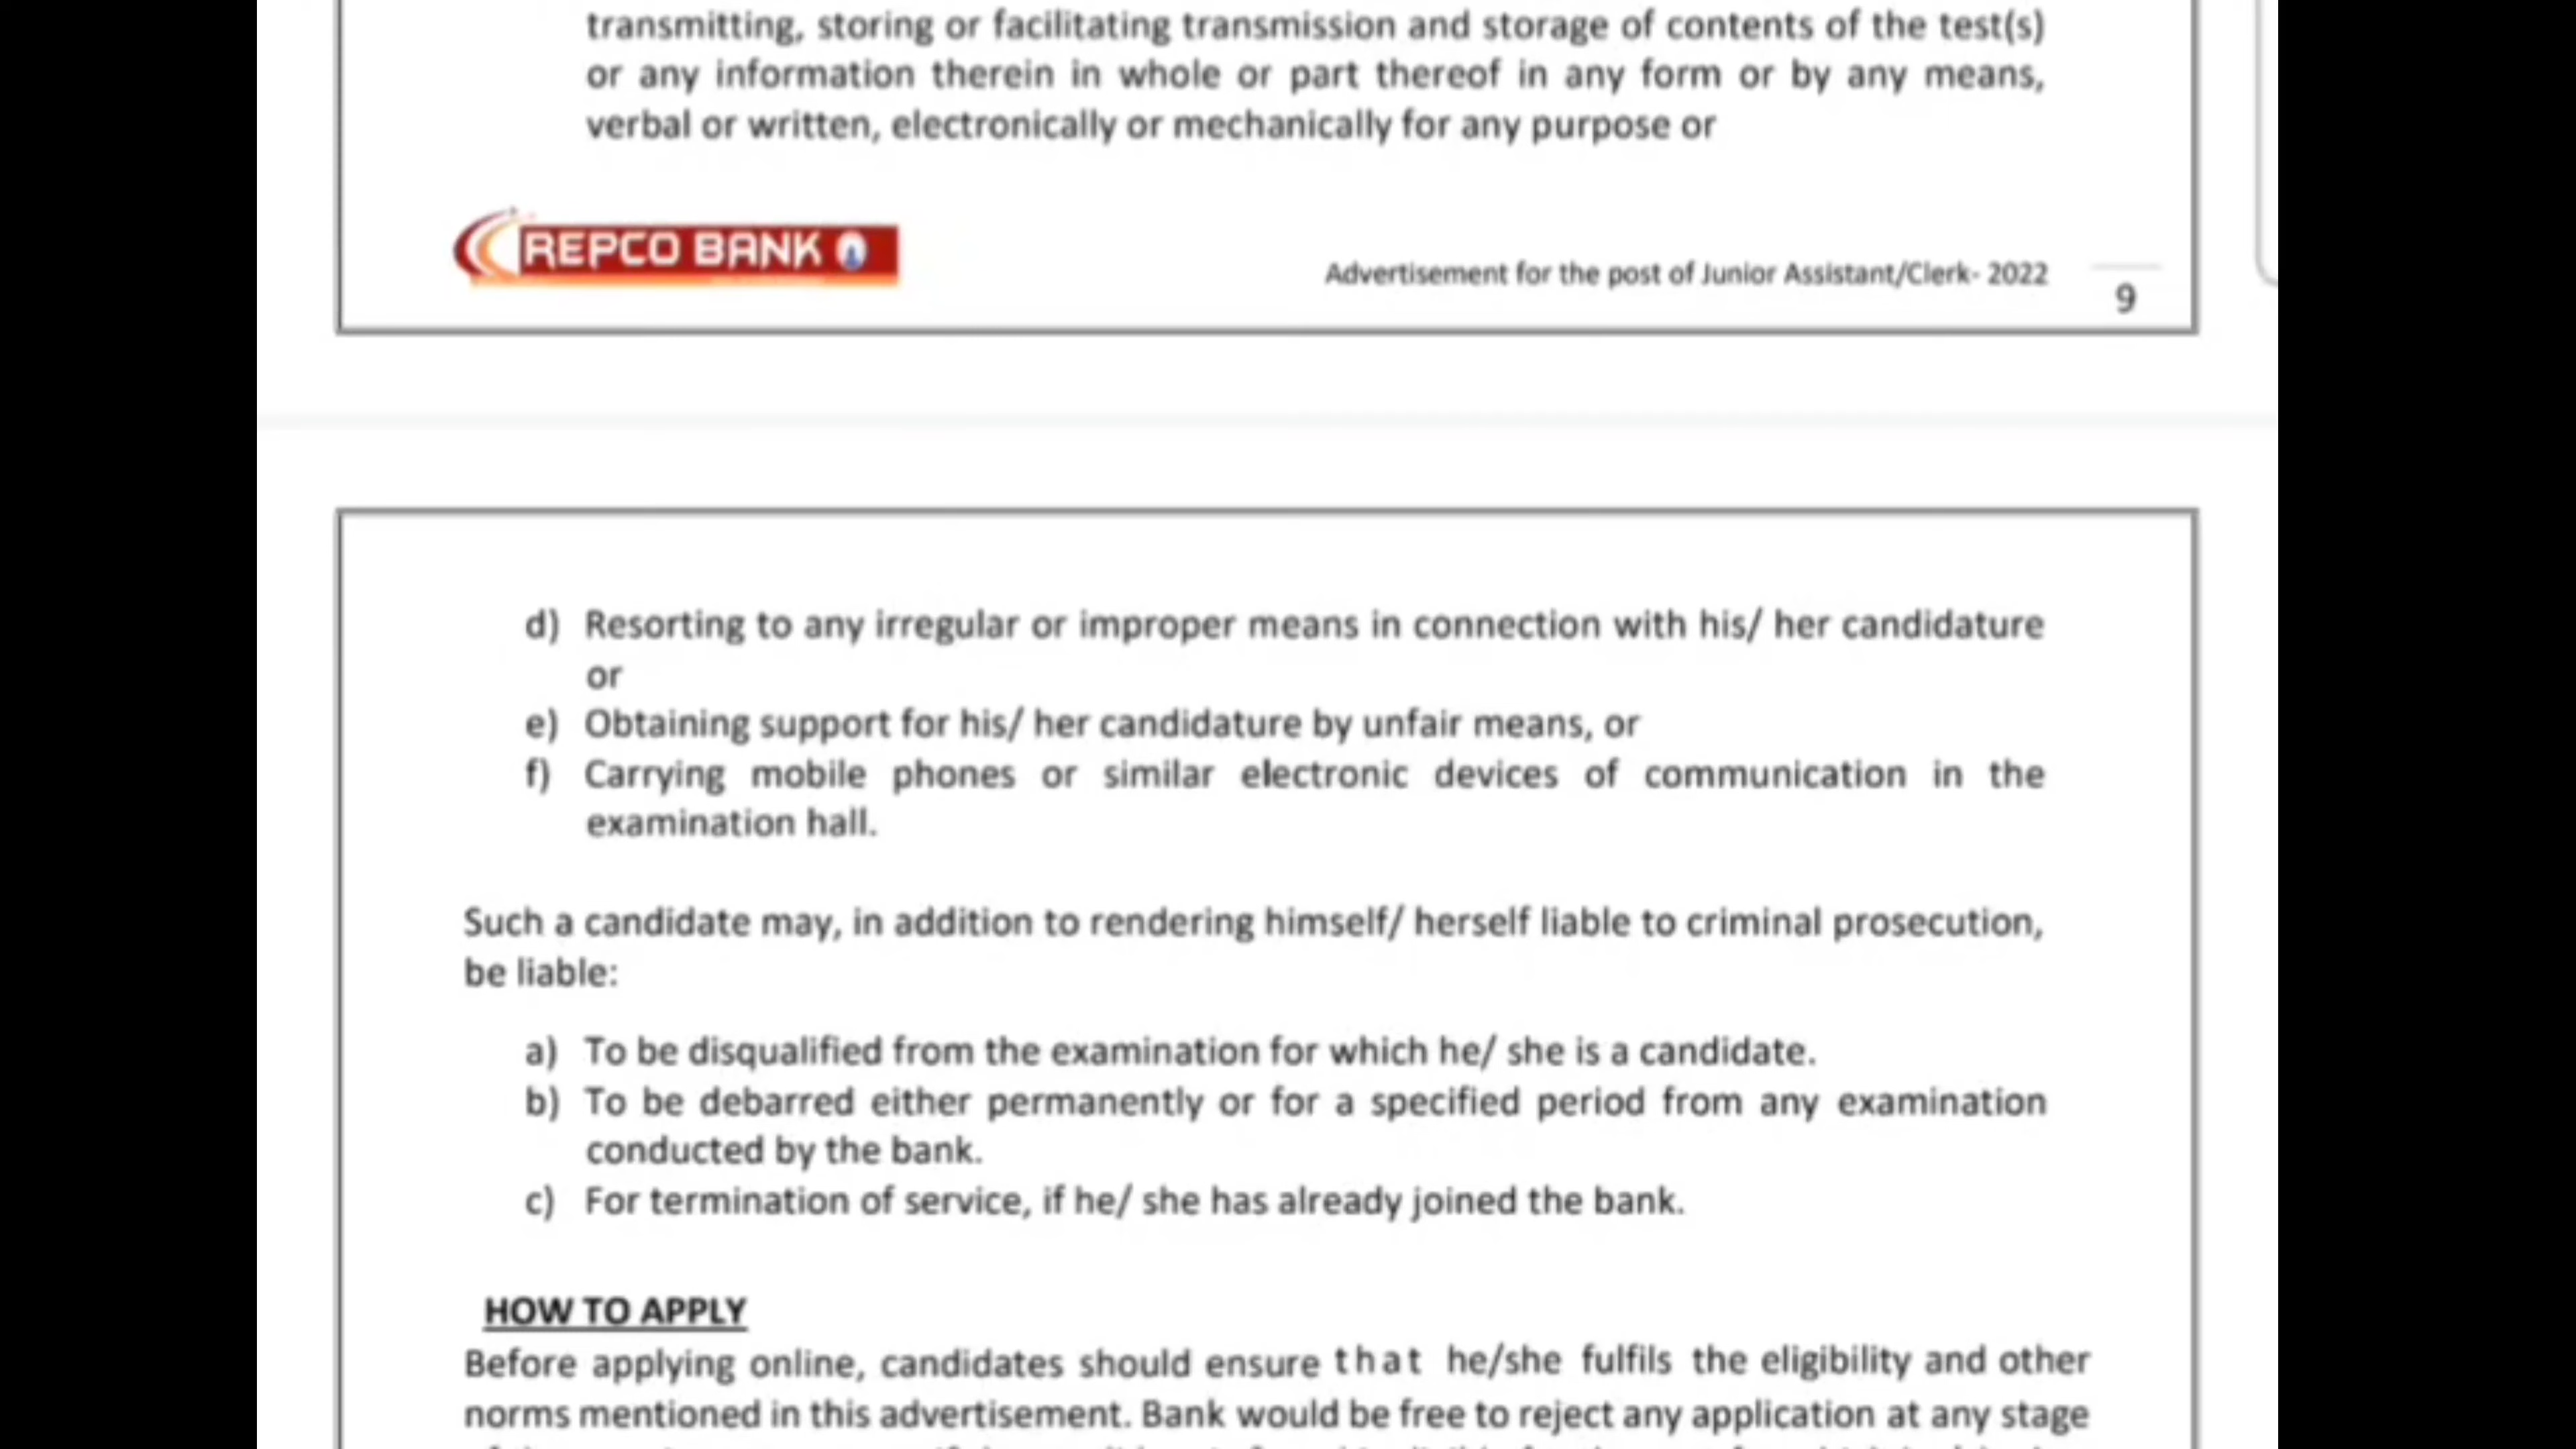 transmitting, storing or facilitating transmission and storage of contents of the test(s)
or any information therein in whole or part thereof in any form or by any means,
verbal or written, electronically or mechanically for any purpose or
REPCO BANK
Advertisement for the post of Junior Assistant/Clerk- 2022
9
d) Resorting to any irregular or improper means in connection with his/ her candidature
or
e) Obtaining support for his/ her candidature by unfair means, or
f) Carrying mobile phones or similar electronic devices of communication in the
examination hall.
Such a candidate may, in addition to rendering himself/ herself liable to criminal prosecution,
be liable:
a) To be disqualified from the examination for which he/ she is a candidate.
b) To be debarred either permanently or for a specified period from any examination
conducted by the bank.
c) For termination of service, if he/ she has already joined the bank.
HOW TO APPLY
Before applying online, candidates should ensure that he/she fulfils the eligibility and other
norms mentioned in this advertisement. Bank would be free to reject any application at any stage